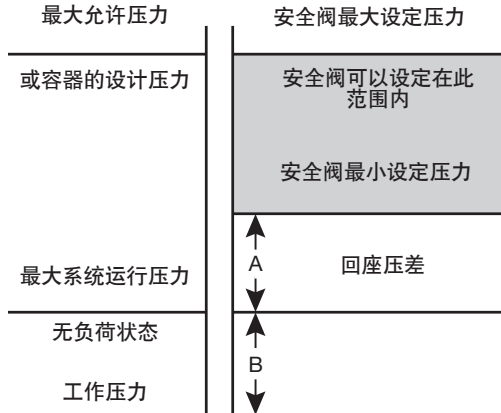 最大允许压力
安全阀最大设定压力
或容器的设计压力
安全阀可以设定在此
范围内
安全阀最小设定压力
A
回座压差
最大系统运行压力
无负荷状态
B
工作压力